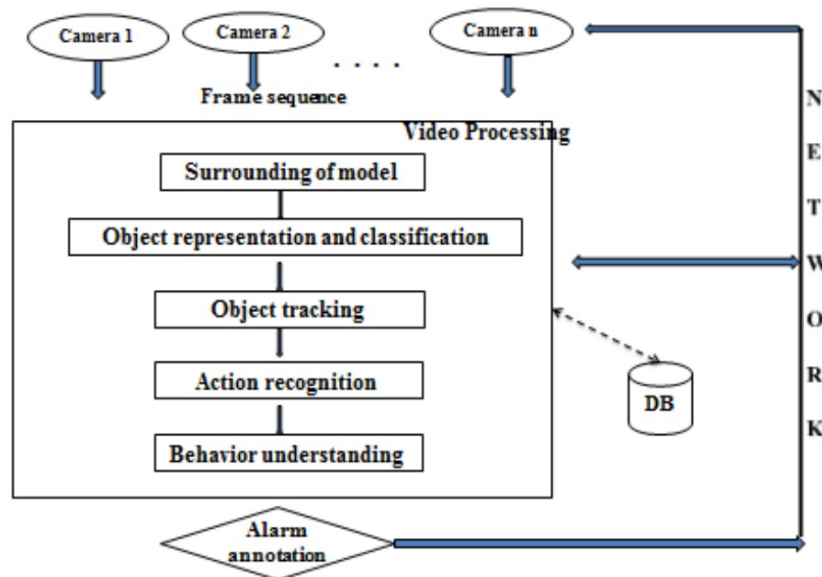 Camera 1
Camera 2
. . . .
Camera n
Frame sequence
Video Processing
Surrounding of model
Object representation and classification
Object tracking
Action recognition
Behavior understanding
DB
Alarm
annotation
NETWORK